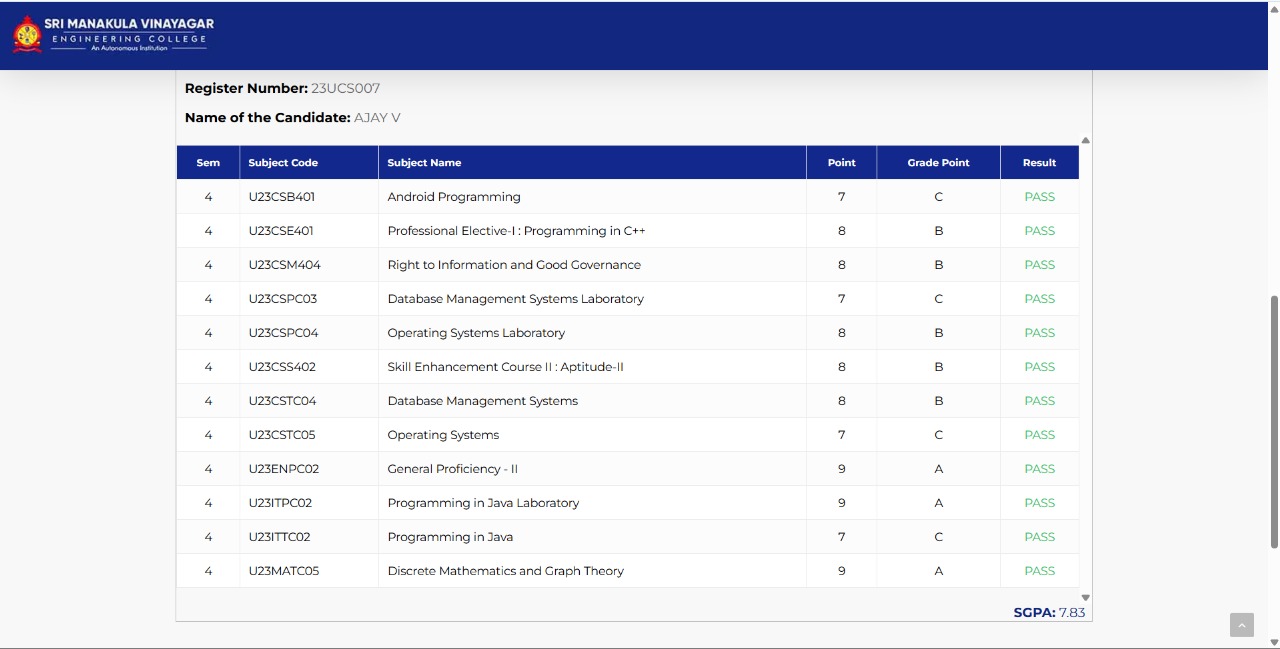 SRI MANAKULA VINAYAGAR
ENGINEERING COLLEGE
An Autonomous Institution
Register Number: 23UCS007
Name of the Candidate: AJAY V
Sem Subject Code Subject Name Point Grade Point Result
4 U23CSB401 Android Programming 7 C PASS
4 U23CSE401 Professional Elective-I : Programming in C++ 8 B PASS
4 U23CSM404 Right to Information and Good Governance 8 B PASS
4 U23CSPC03 Database Management Systems Laboratory 7 C PASS
4 U23CSPC04 Operating Systems Laboratory 8 B PASS
4 U23CSS402 Skill Enhancement Course II : Aptitude-II 8 B PASS
4 U23CSTC04 Database Management Systems 8 B PASS
4 U23CSTC05 Operating Systems 7 C PASS
4 U23ENPC02 General Proficiency - II 9 A PASS
4 U23ITPC02 Programming in Java Laboratory 9 A PASS
4 U23ITTC02 Programming in Java 7 C PASS
4 U23MATC05 Discrete Mathematics and Graph Theory 9 A PASS
SGPA: 7.83